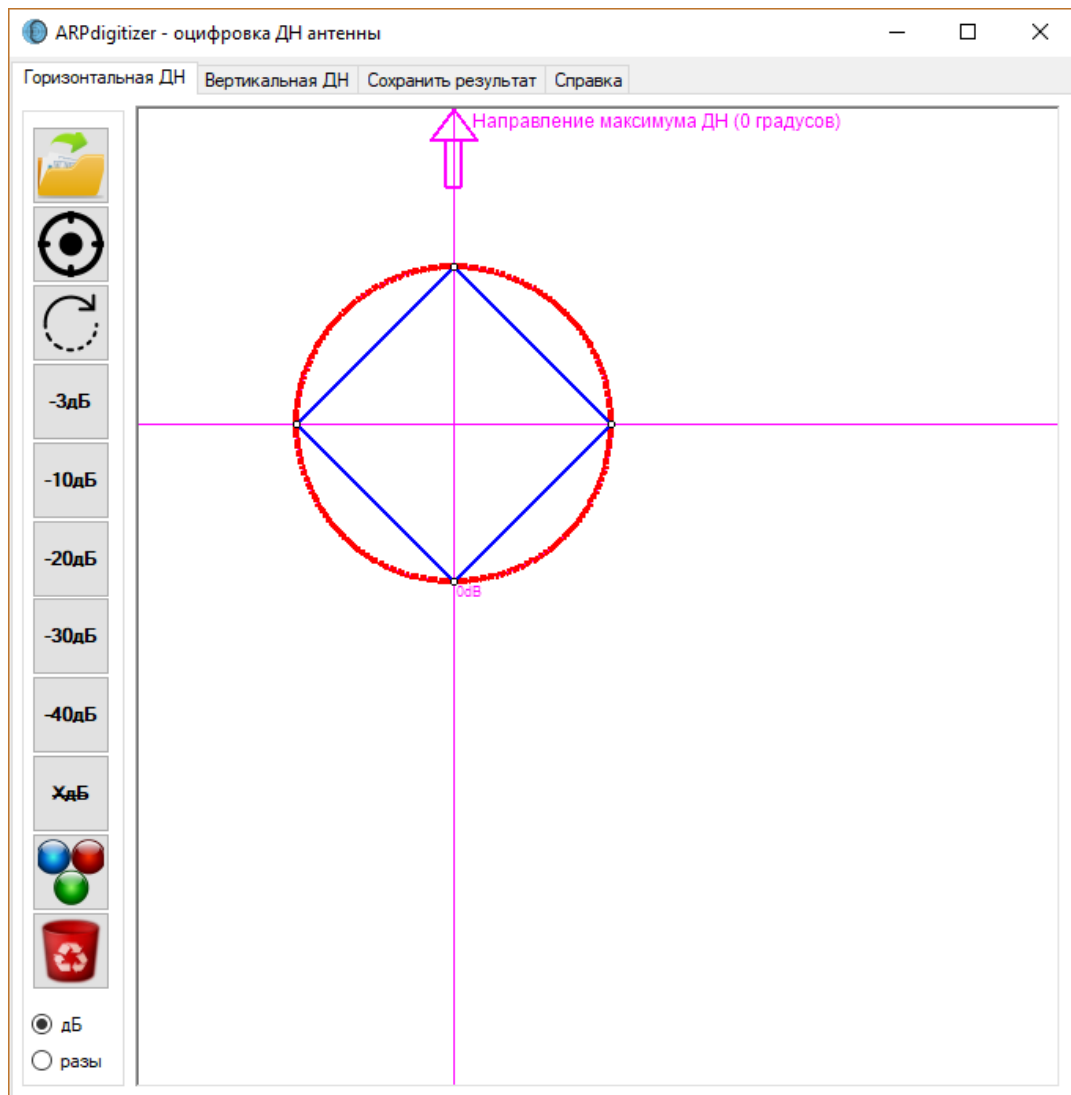 ARPdigitizer - оцифровка ДН антенны
Горизонтальная ДН Вертикальная ДН Сохранить результат Справка
Направление максимума ДН (0 градусов)
-3дБ
-10дБ
-20дБ
0dB
-30дБ
-40дБ
XдБ
дБ
разы